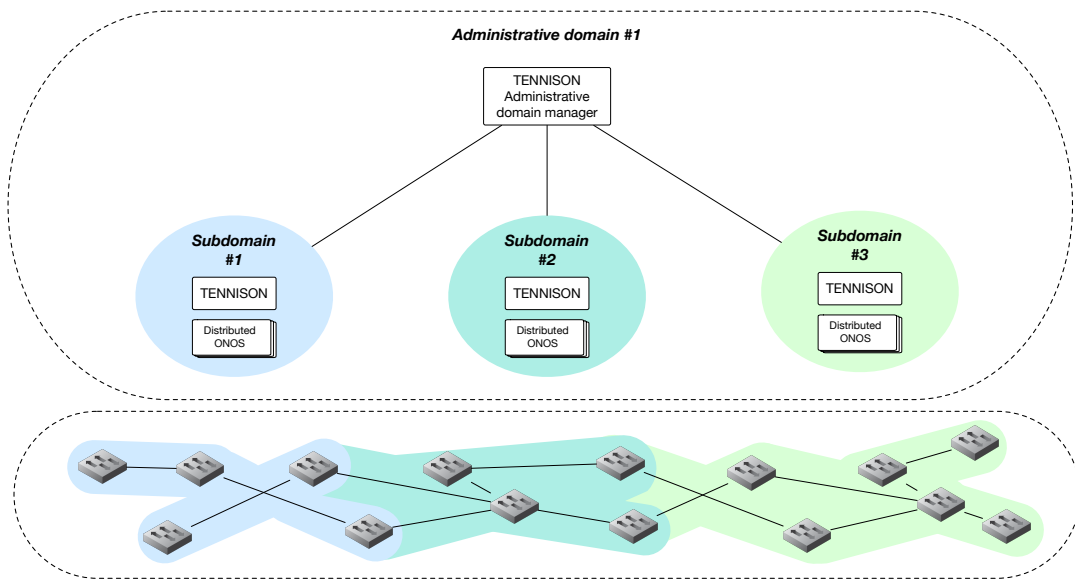 Administrative domain #1
TENNISON
Administrative
domain manager
Subdomain
#1
TENNISON
Distributed
ONOS
Subdomain
#2
TENNISON
Distributed
ONOS
Subdomain
#3
TENNISON
Distributed
ONOS